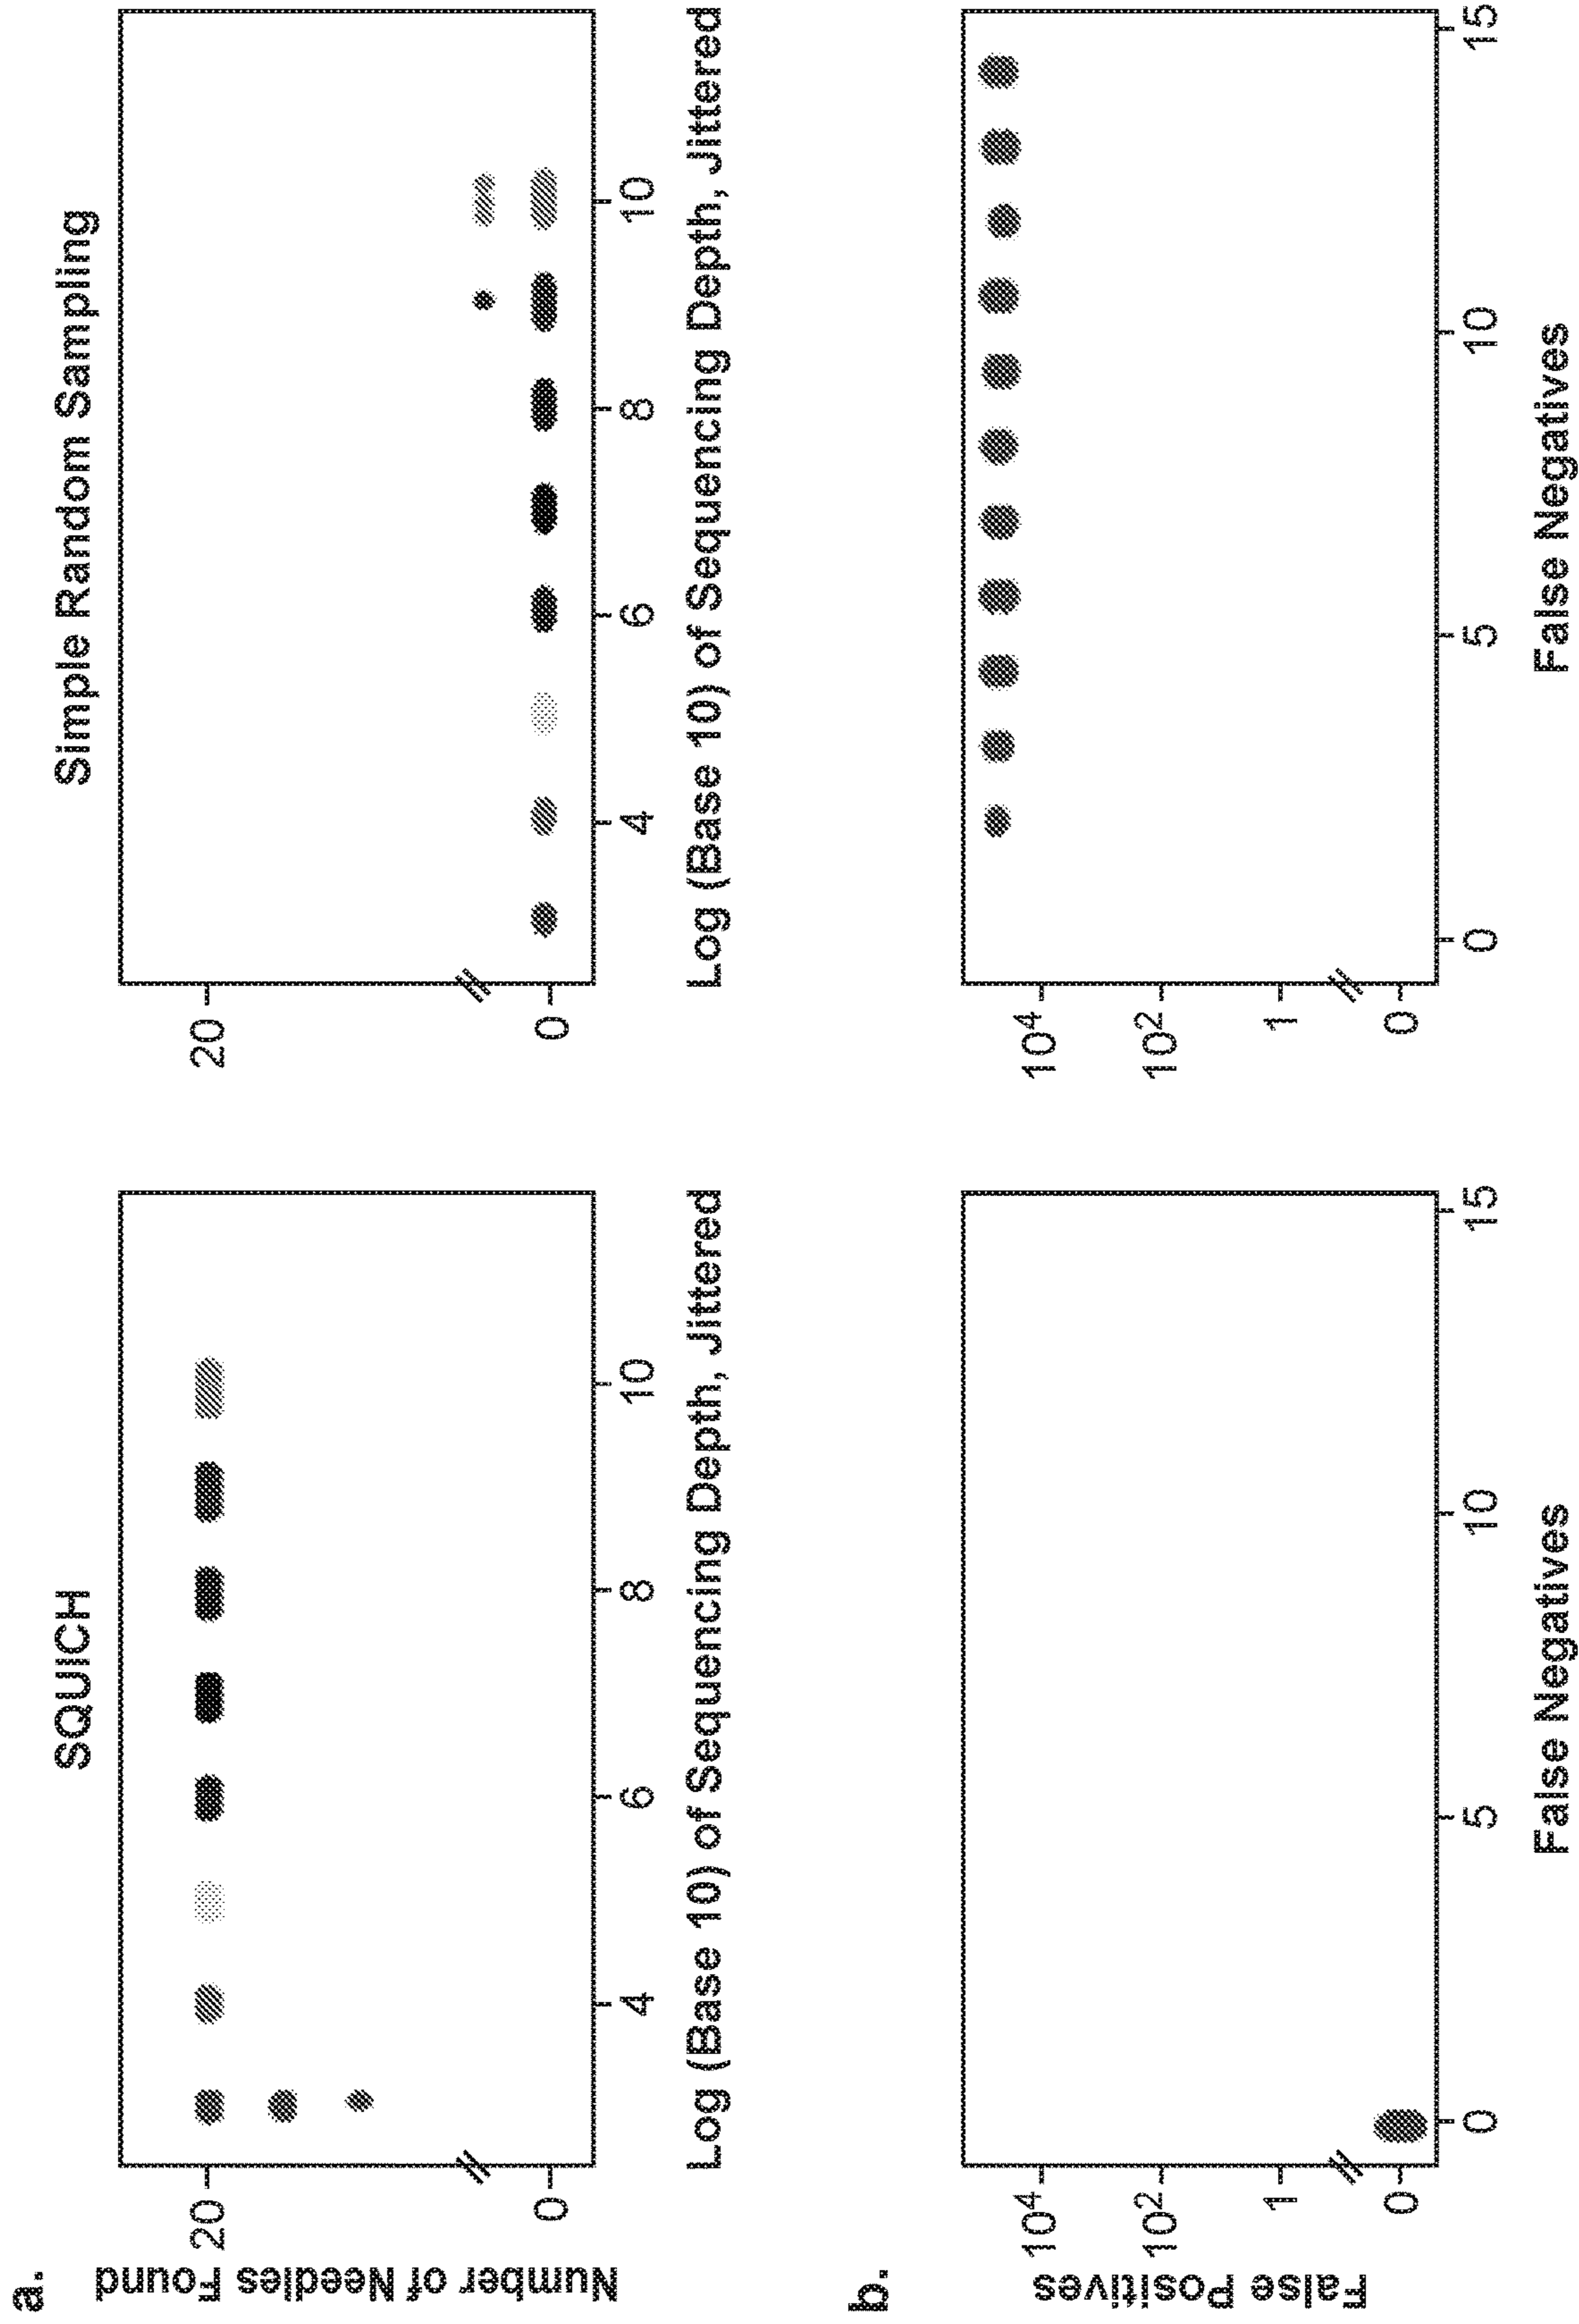 a.
SQUICH
Simple Random Sampling
Number of Needles Found
20
0
4
6
8
10
Log (Base 10) of Sequencing Depth, Jittered
20
0
4
6
8
10
Log (Base 10) of Sequencing Depth, Jittered
b.
False Positives
10⁴
10²
1
0
0
5
10
15
False Negatives
10⁴
10²
1
0
0
5
10
15
False Negatives